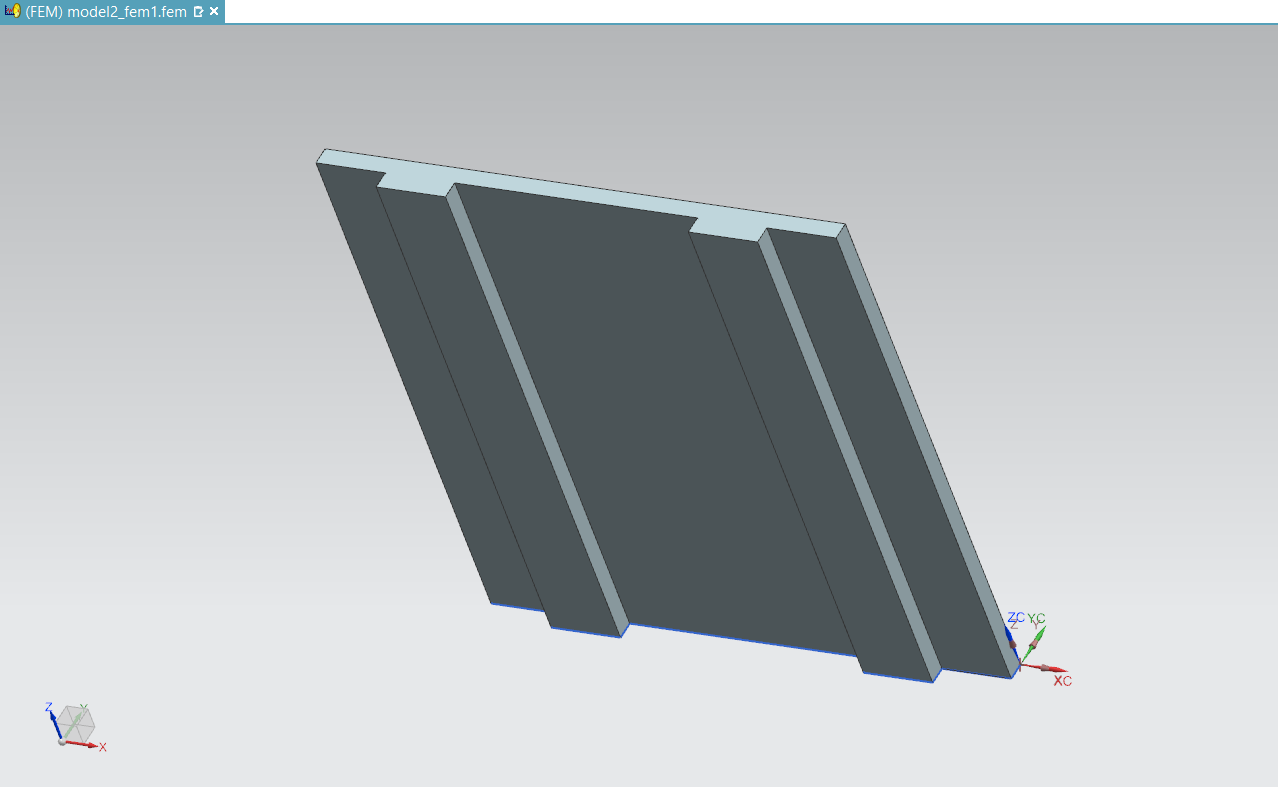 (FEM) model2_fem1.fem
ZC YC
Z Y
XC
Z Y
X